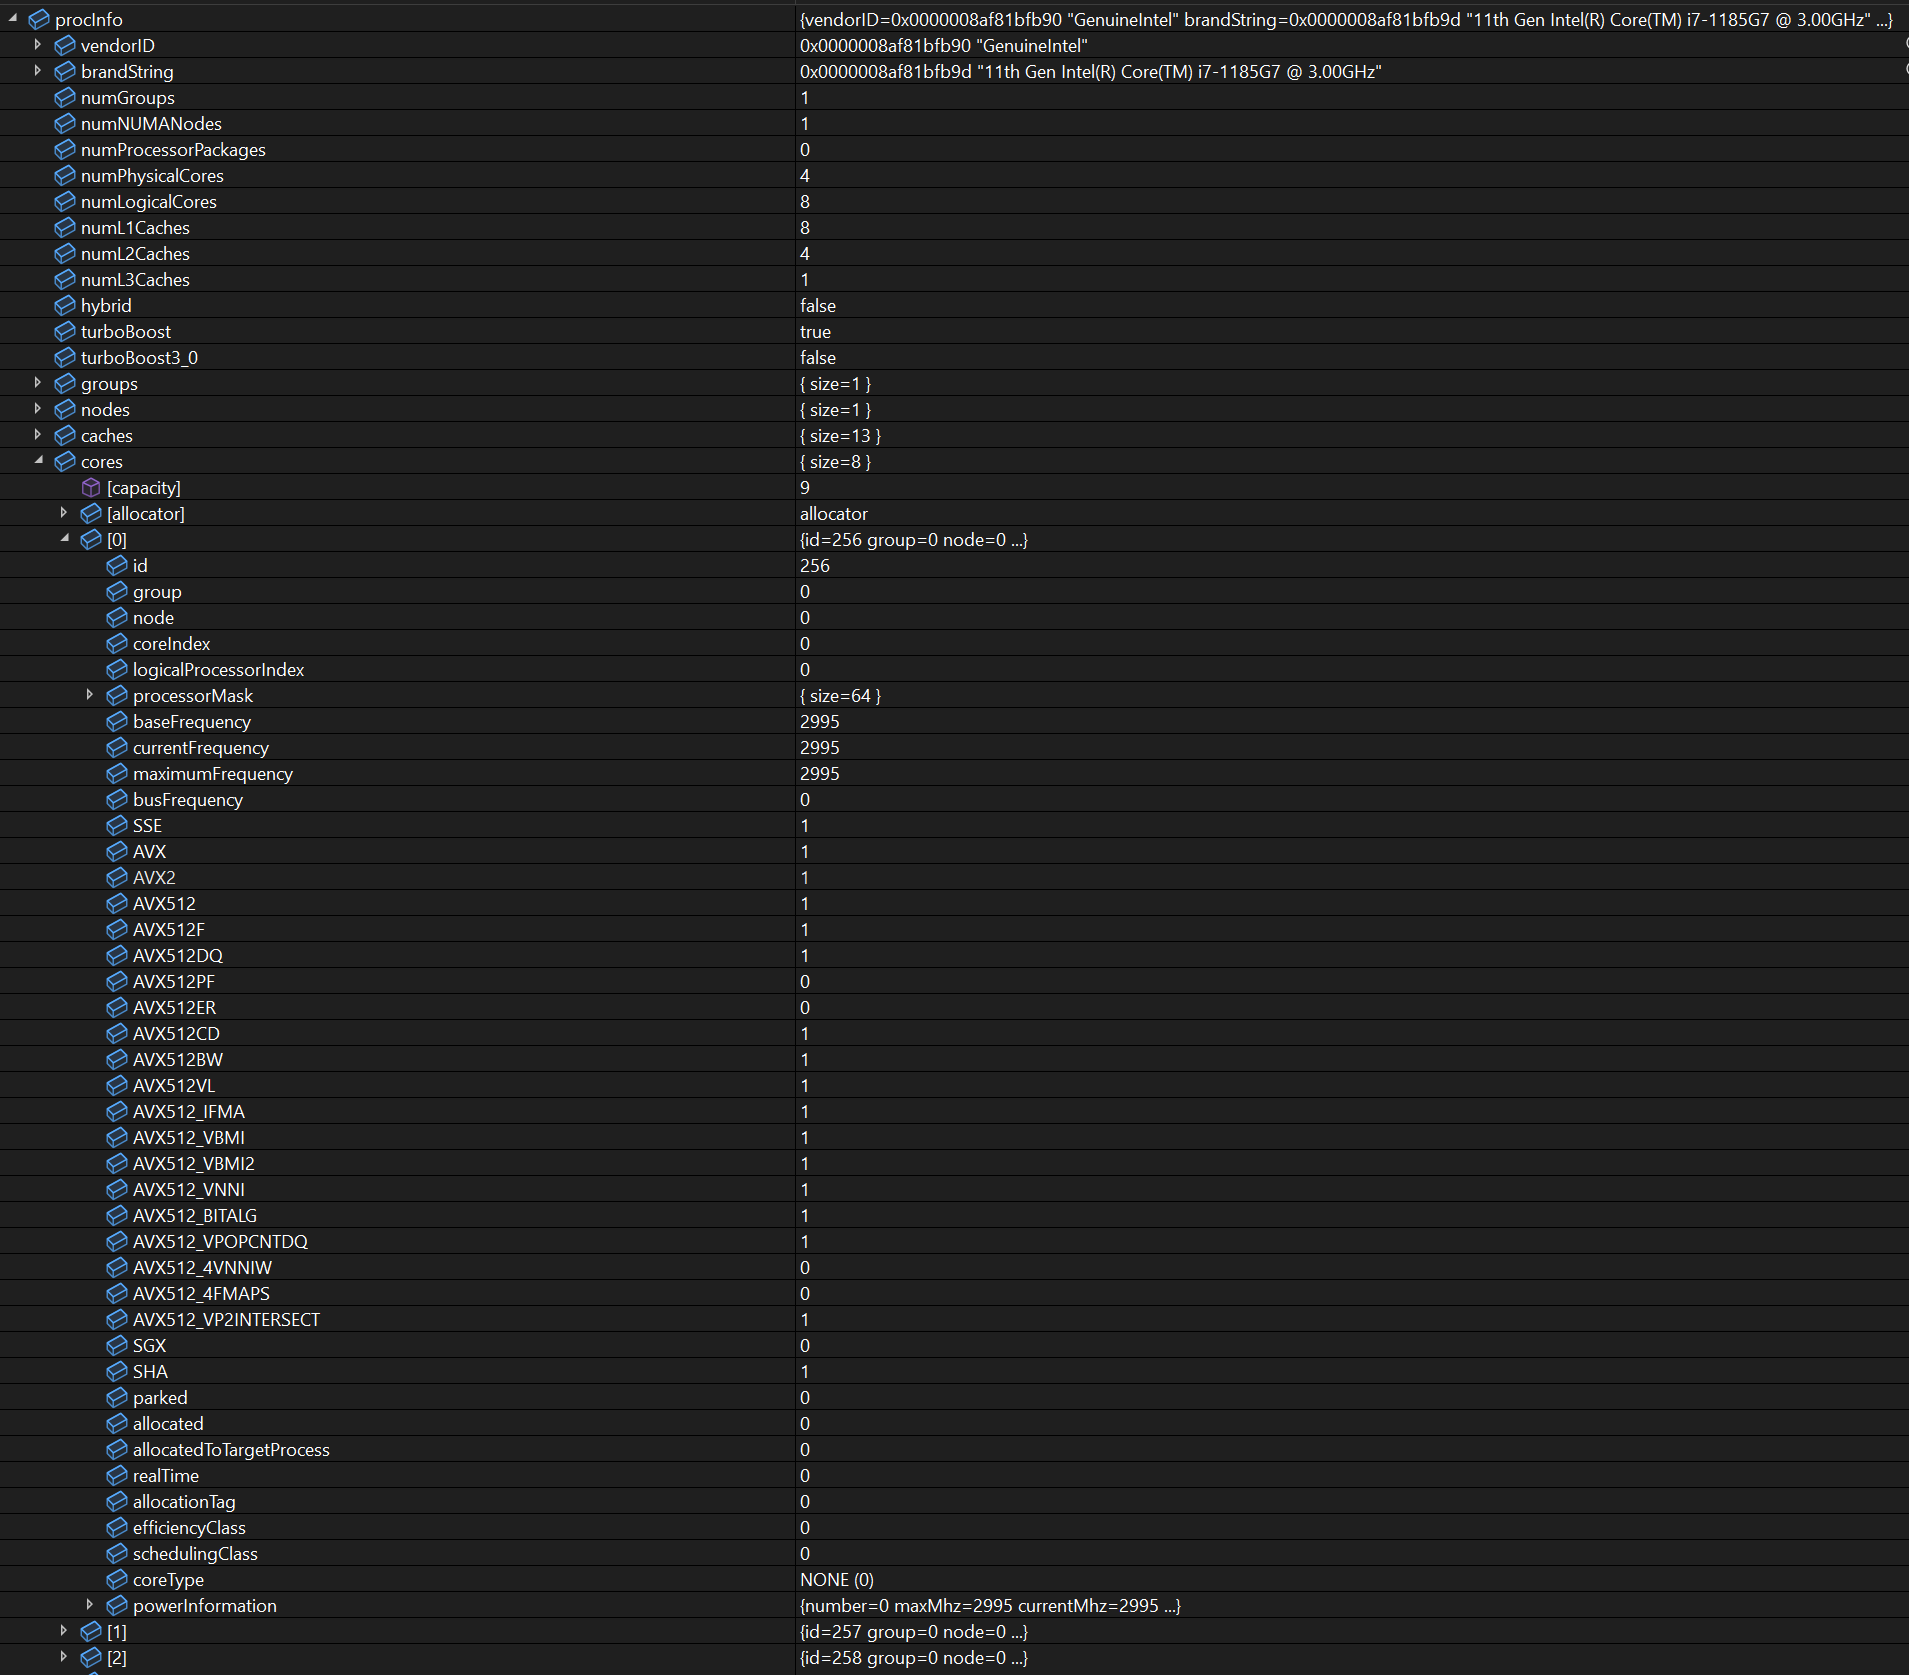 procInfo {vendorID=0x0000008af81bfb90 "GenuineIntel" brandString=0x0000008af81bfb9d "11th Gen Intel(R) Core(TM) i7-1185G7 @ 3.00GHz" ...}
vendorID 0x0000008af81bfb90 "GenuineIntel"
brandString 0x0000008af81bfb9d "11th Gen Intel(R) Core(TM) i7-1185G7 @ 3.00GHz"
numGroups 1
numNUMANodes 1
numProcessorPackages 0
numPhysicalCores 4
numLogicalCores 8
numL1Caches 8
numL2Caches 4
numL3Caches 1
hybrid false
turboBoost true
turboBoost3_0 false
groups { size=1 }
nodes { size=1 }
caches { size=13 }
cores { size=8 }
[capacity] 9
[allocator] allocator
[0] {id=256 group=0 node=0 ...}
id 256
group 0
node 0
coreIndex 0
logicalProcessorIndex 0
processorMask { size=64 }
baseFrequency 2995
currentFrequency 2995
maximumFrequency 2995
busFrequency 0
SSE 1
AVX 1
AVX2 1
AVX512 1
AVX512F 1
AVX512DQ 1
AVX512PF 0
AVX512ER 0
AVX512CD 1
AVX512BW 1
AVX512VL 1
AVX512_IFMA 1
AVX512_VBMI 1
AVX512_VBMI2 1
AVX512_VNNI 1
AVX512_BITALG 1
AVX512_VPOPCNTDQ 1
AVX512_4VNNIW 0
AVX512_4FMAPS 0
AVX512_VP2INTERSECT 1
SGX 0
SHA 1
parked 0
allocated 0
allocatedToTargetProcess 0
realTime 0
allocationTag 0
efficiencyClass 0
schedulingClass 0
coreType NONE (0)
powerInformation {number=0 maxMhz=2995 currentMhz=2995 ...}
[1] {id=257 group=0 node=0 ...}
[2] {id=258 group=0 node=0 ...}